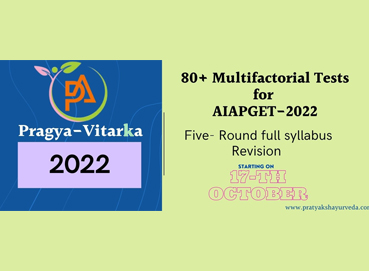 PA
Pragya-Vitarka
2022
80+ Multifactorial Tests
for
AIAPGET-2022
Five- Round full syllabus
Revision
STARTING ON
17-TH
OCTOBER
www.pratyakshayurveda.com